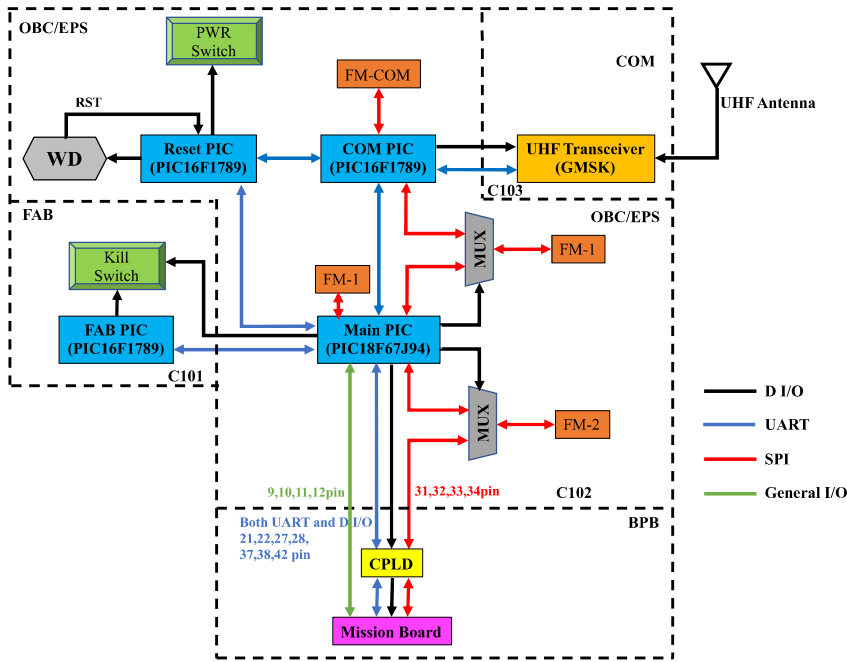 OBC/EPS
PWR
Switch
FM-COM
COM
UHF Antenna
RST
WD
Reset PIC
(PIC16F1789)
COM PIC
(PIC16F1789)
UHF Transceiver
(GMSK)
C103
FAB
OBC/EPS
MUX
FM-1
Kill
Switch
FM-1
FAB PIC
(PIC16F1789)
Main PIC
(PIC18F67J94)
C101
MUX
FM-2
D I/O
UART
SPI
General I/O
9,10,11,12pin
31,32,33,34pin
C102
Both UART and D I/O
21,22,27,28,
37,38,42 pin
BPB
CPLD
Mission Board